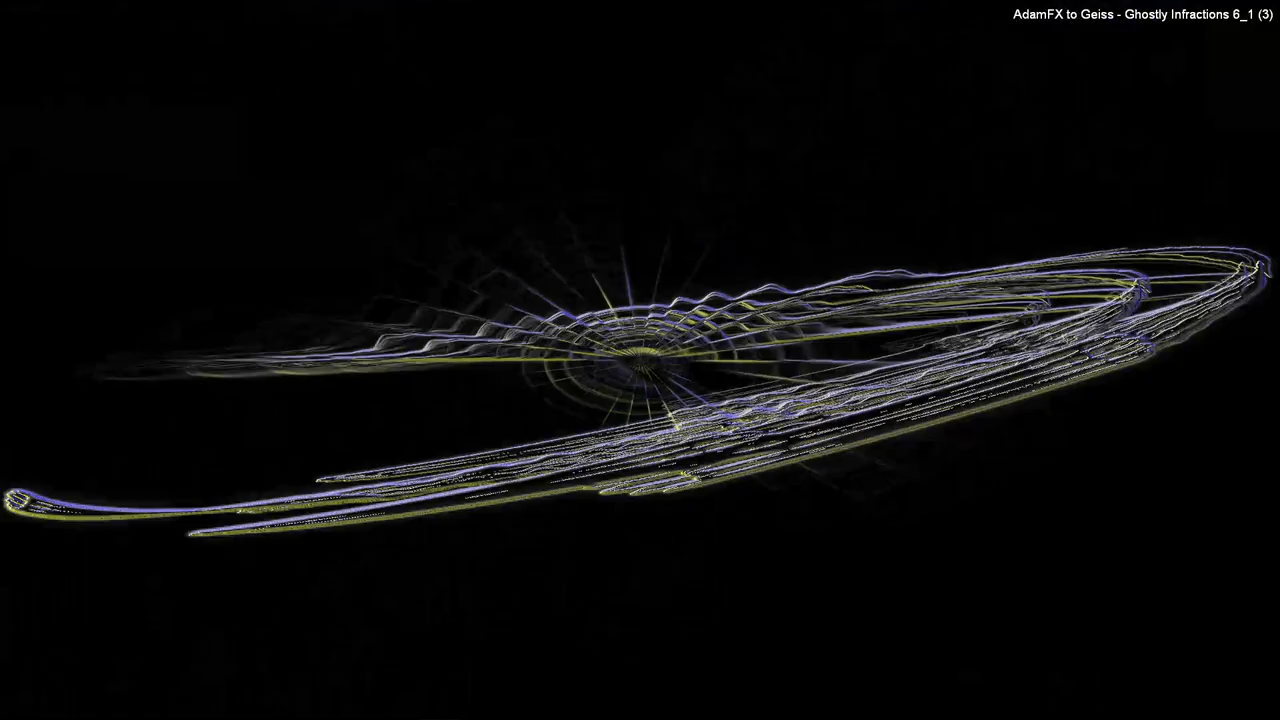 AdamFX to Geiss - Ghostly Infractions 6_1 (3)